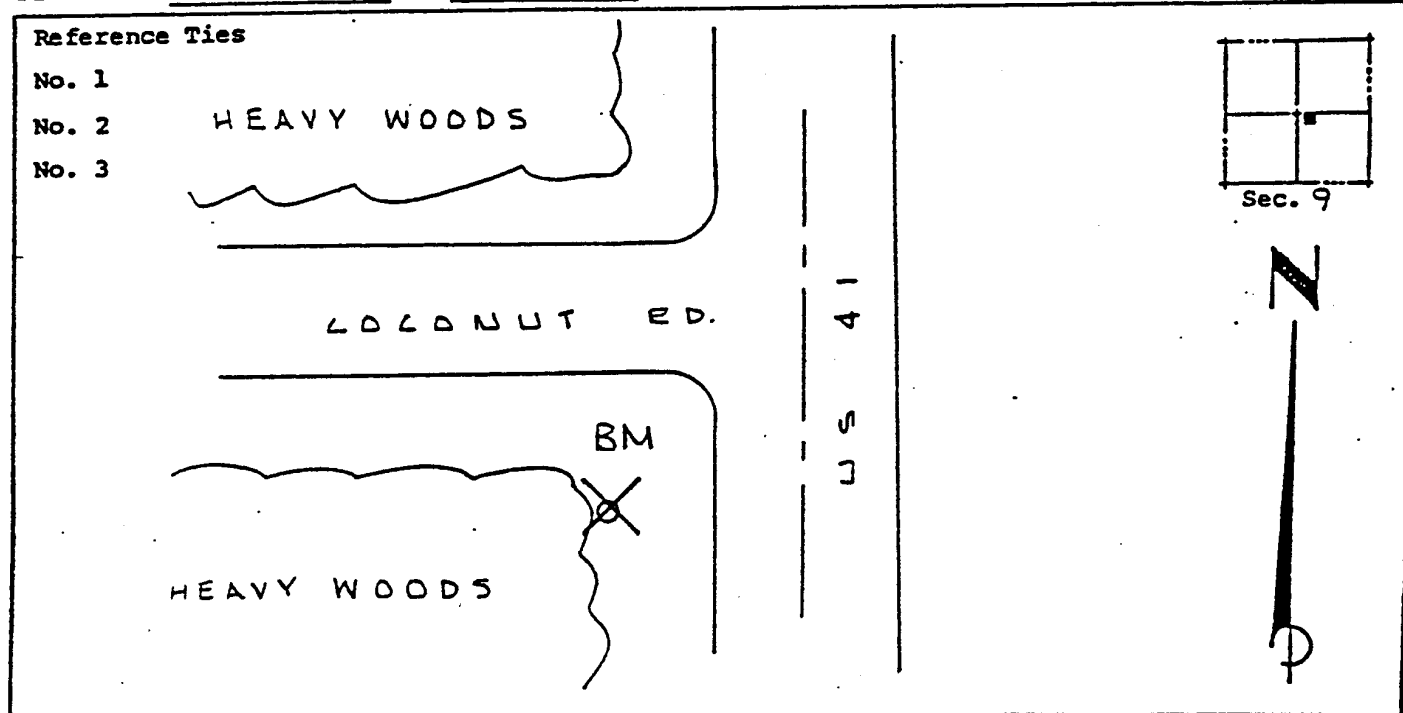 Reference Ties
No. 1
No. 2
No. 3
HEAVY WOODS
Sec. 9
N
COCONUT RD.
US 41
BM
HEAVY WOODS